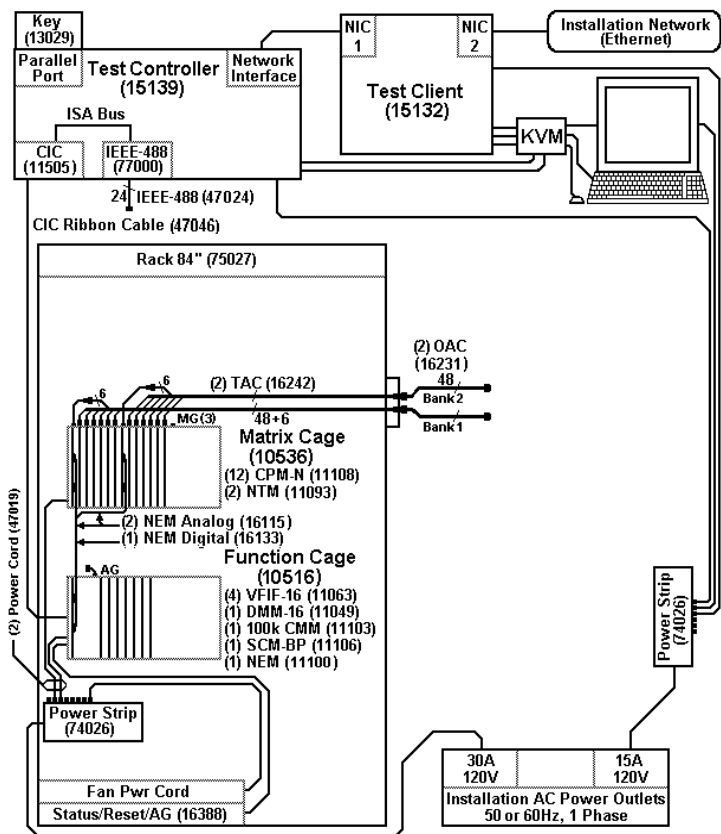 Key
(13029)
Parallel
Port
Test Controller
(15139)
Network
Interface
ISA Bus
CIC
(11505)
IEEE-488
(77000)
24
IEEE-488 (47024)
CIC Ribbon Cable (47046)
NIC
1
NIC
2
Test Client
(15132)
Installation Network
(Ethernet)
KVM
Rack 84" (75027)
(2) OAC
(16231)
48
Bank2
Bank1
6
6
(2) TAC (16242)
48+6
MG(3)
Matrix Cage
(10536)
(12) CPM-N (11108)
(2) NTM (11093)
(2) NEM Analog (16115)
(1) NEM Digital (16133)
(2) Power Cord (47019)
AG
Function Cage
(10516)
(4) VFIF-16 (11063)
(1) DMM-16 (11049)
(1) 100k CMM (11103)
(1) SCM-BP (11106)
(1) NEM (11100)
Power Strip
(74026)
Power Strip
(74026)
Fan Pwr Cord
Status/Reset/AG (16388)
30A
120V
15A
120V
Installation AC Power Outlets
50 or 60Hz, 1 Phase